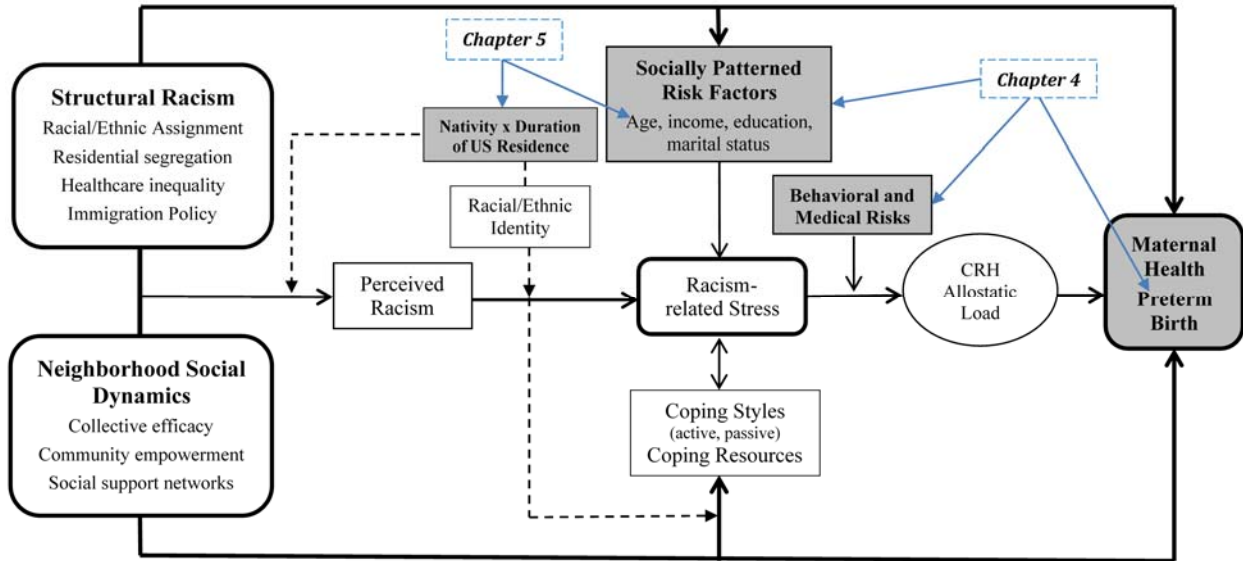 Chapter 5
Structural Racism
Racial/Ethnic Assignment
Residential segregation
Healthcare inequality
Immigration Policy
Socially Patterned
Risk Factors
Age, income, education,
marital status
Chapter 4
Nativity x Duration
of US Residence
Racial/Ethnic
Identity
Behavioral and
Medical Risks
Maternal
Health
Preterm
Birth
Perceived
Racism
Racism-
related Stress
CRH
Allostatic
Load
Neighborhood Social
Dynamics
Collective efficacy
Community empowerment
Social support networks
Coping Styles
(active, passive)
Coping Resources